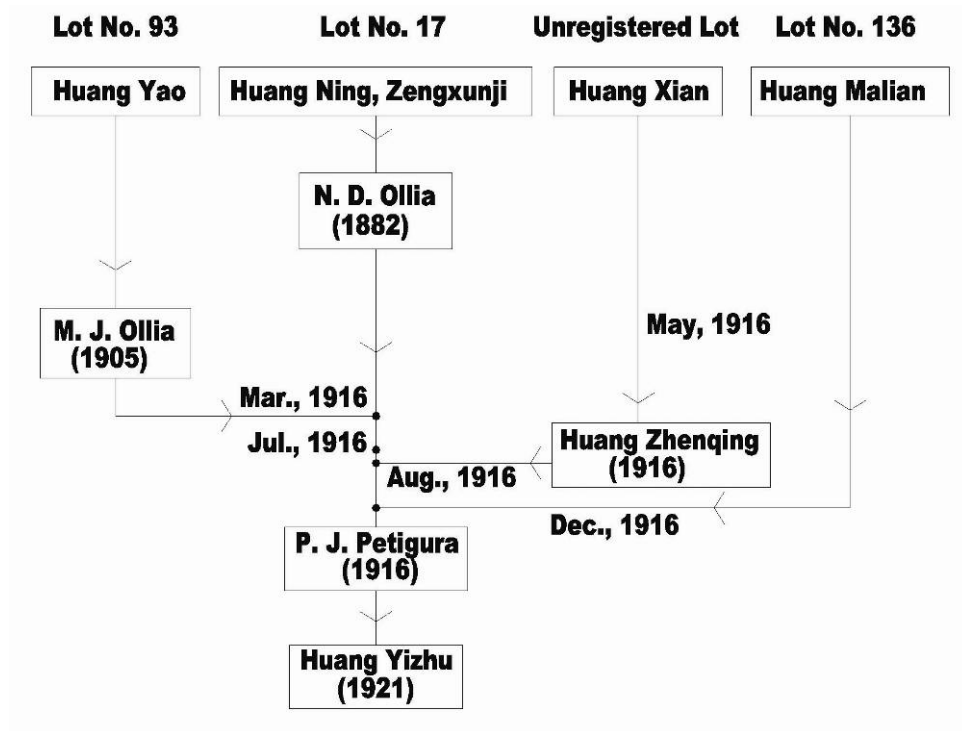 Lot No. 93
Lot No. 17
Unregistered Lot
Lot No. 136
Huang Yao
Huang Ning, Zengxunji
Huang Xian
Huang Malian
N. D. Ollia
(1882)
M. J. Ollia
(1905)
May, 1916
Mar., 1916
Jul., 1916
Huang Zhenqing
(1916)
Aug., 1916
Dec., 1916
P. J. Petigura
(1916)
Huang Yizhu
(1921)